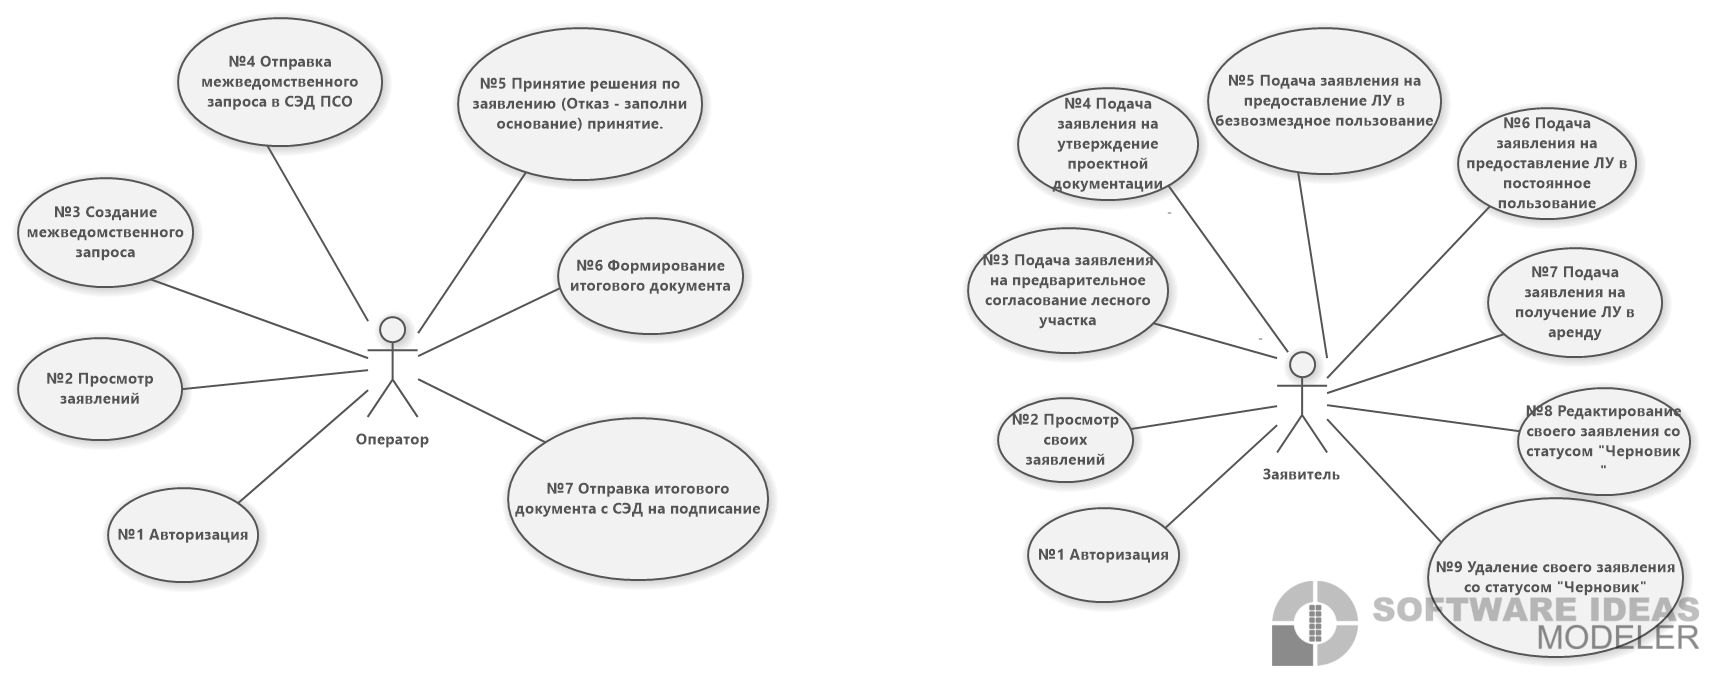 №4 Отправка
межведомственного
запроса в СЭД ПСО
№5 Принятие решения по
заявлению (Отказ - заполни
основание) принятие.
№3 Создание
межведомственного
запроса
№6 Формирование
итогового документа
№2 Просмотр
заявлений
Оператор
№7 Отправка итогового
документа с СЭД на подписание
№1 Авторизация
№5 Подача заявления на
предоставление ЛУ в
безвозмездное пользование
№4 Подача
заявления на
утверждение
проектной
документации
№6 Подача
заявления на
предоставление ЛУ в
постоянное
пользование
№3 Подача заявления
на предварительное
согласование лесного
участка
№7 Подача
заявления на
получение ЛУ в
аренду
№2 Просмотр
своих
заявлений
Заявитель
№8 Редактирование
своего заявления со
статусом "Черновик
"
№1 Авторизация
№9 Удаление своего заявления
со статусом "Черновик"
SOFTWARE IDEAS
MODELER